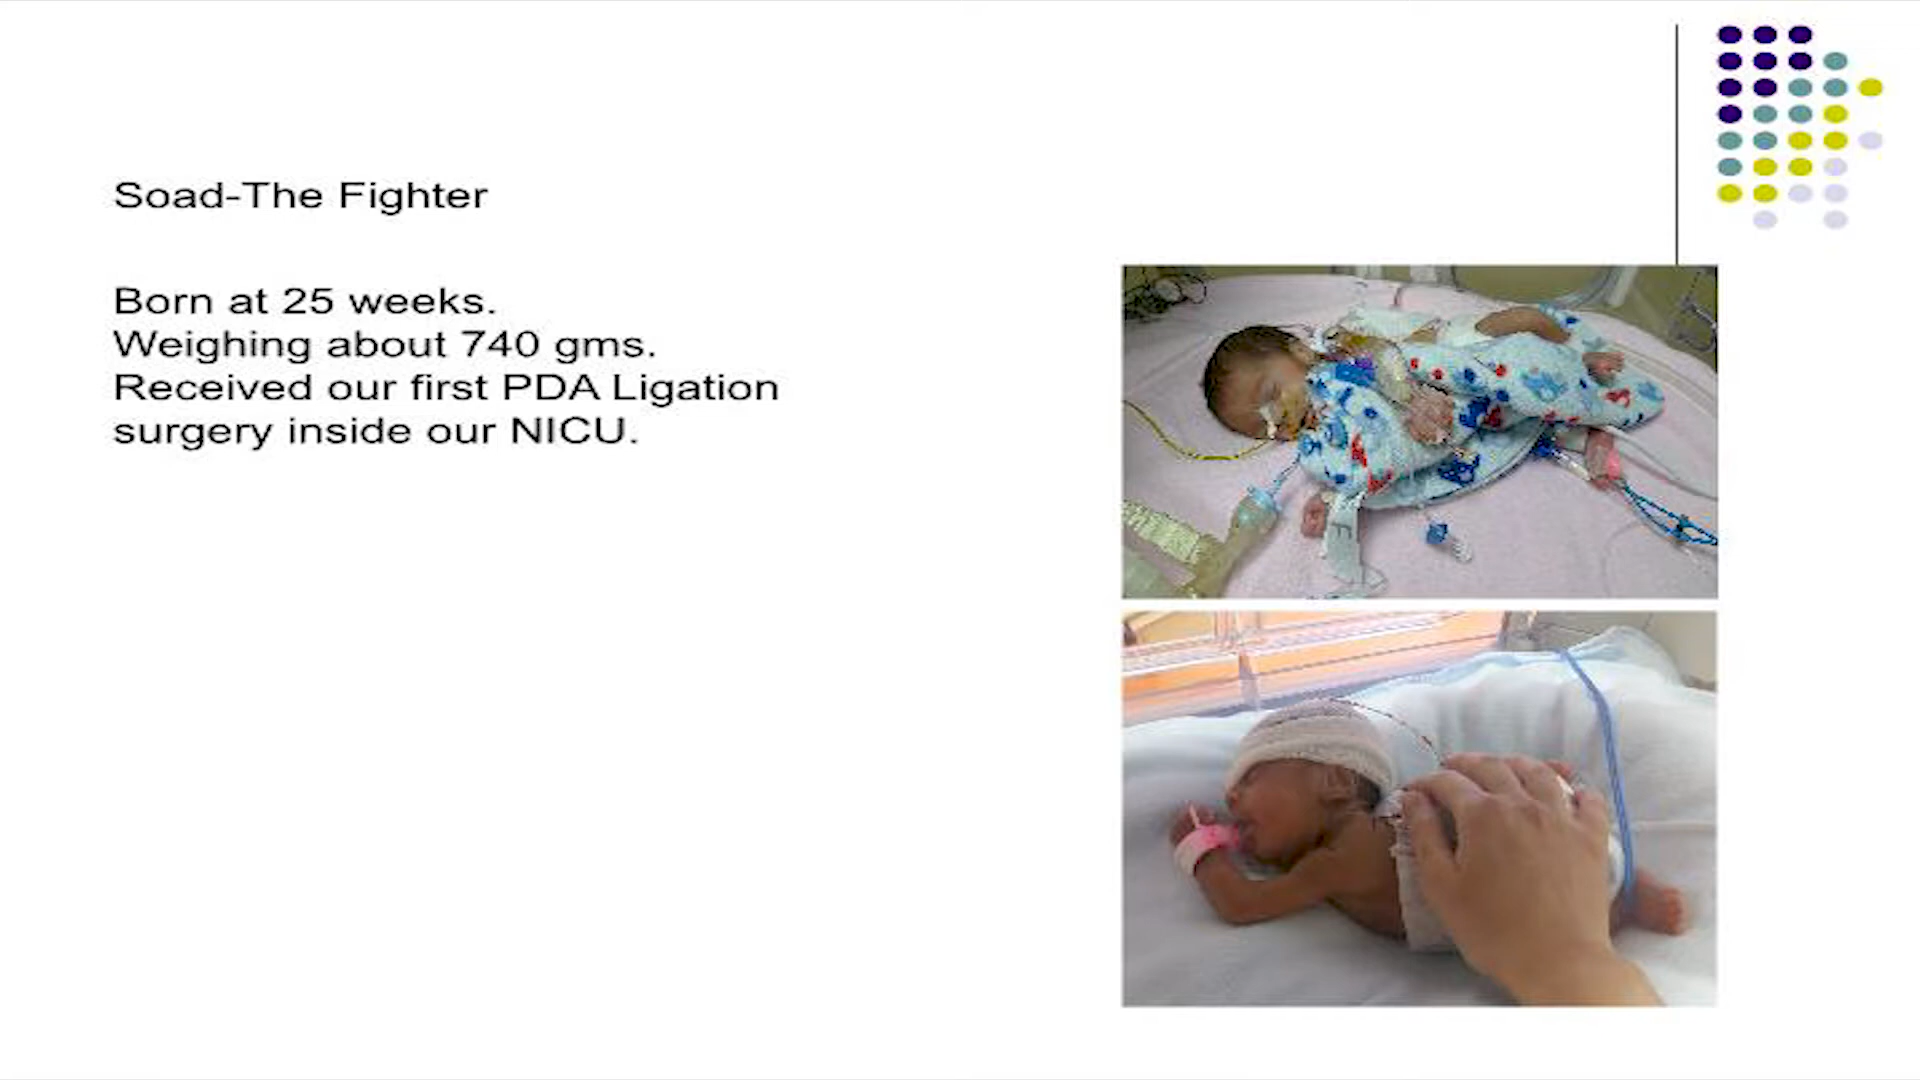 Soad-The Fighter
Born at 25 weeks.
Weighing about 740 gms.
Received our first PDA Ligation
surgery inside our NICU.